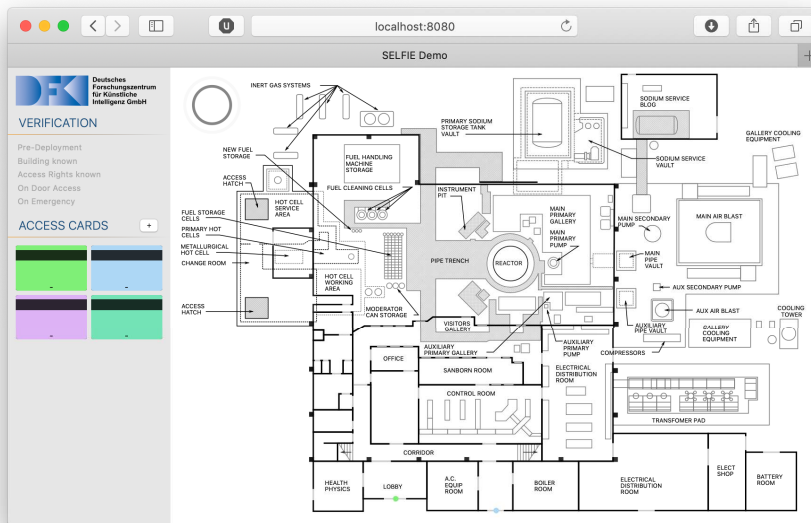 localhost:8080
SELFIE Demo
DFKI
Deutsches
Forschungszentrum
für Künstliche
Intelligenz GmbH
VERIFICATION
Pre-Deployment
Building known
Access Rights known
On Door Access
On Emergency
ACCESS CARDS
+
-
-
-
-
INERT GAS SYSTEMS
PRIMARY SODIUM
STORAGE TANK
VAULT
SODIUM SERVICE
BLOG
SODIUM SERVICE
VAULT
GALLERY COOLING
EQUIPMENT
NEW FUEL
STORAGE
FUEL HANDLING
MACHINE
STORAGE
ACCESS
HATCH
FUEL CLEANING CELLS
INSTRUMENT
PIT
HOT CELL
SERVICE
AREA
FUEL STORAGE
CELLS
PRIMARY HOT
CELLS
METALLURGICAL
HOT CELL
CHANGE ROOM
MAIN
PRIMARY
GALLERY
MAIN
PRIMARY
PUMP
MAIN SECONDARY
PUMP
MAIN AIR BLAST
PIPE TRENCH
REACTOR
MAIN
PIPE
VAULT
HOT CELL
WORKING
AREA
AUX SECONDARY PUMP
ACCESS
HATCH
MODERATOR
CAN STORAGE
AUX AIR BLAST
COOLING
TOWER
VISITORS
GALLERY
AUXILIARY
PIPE VAULT
GALLERY
COOLING
EQUIPMENT
AUXILIARY
PRIMARY GALLERY
AUXILIARY
PRIMARY
PUMP
COMPRESSORS
OFFICE
SANBORN ROOM
ELECTRICAL
DISTRIBUTION
ROOM
CONTROL ROOM
TRANSFOMER PAD
CORRIDOR
HEALTH
PHYSICS
LOBBY
A.C.
EQUIP
ROOM
BOILER
ROOM
ELECTRICAL
DISTRIBUTION
ROOM
ELECT
SHOP
BATTERY
ROOM